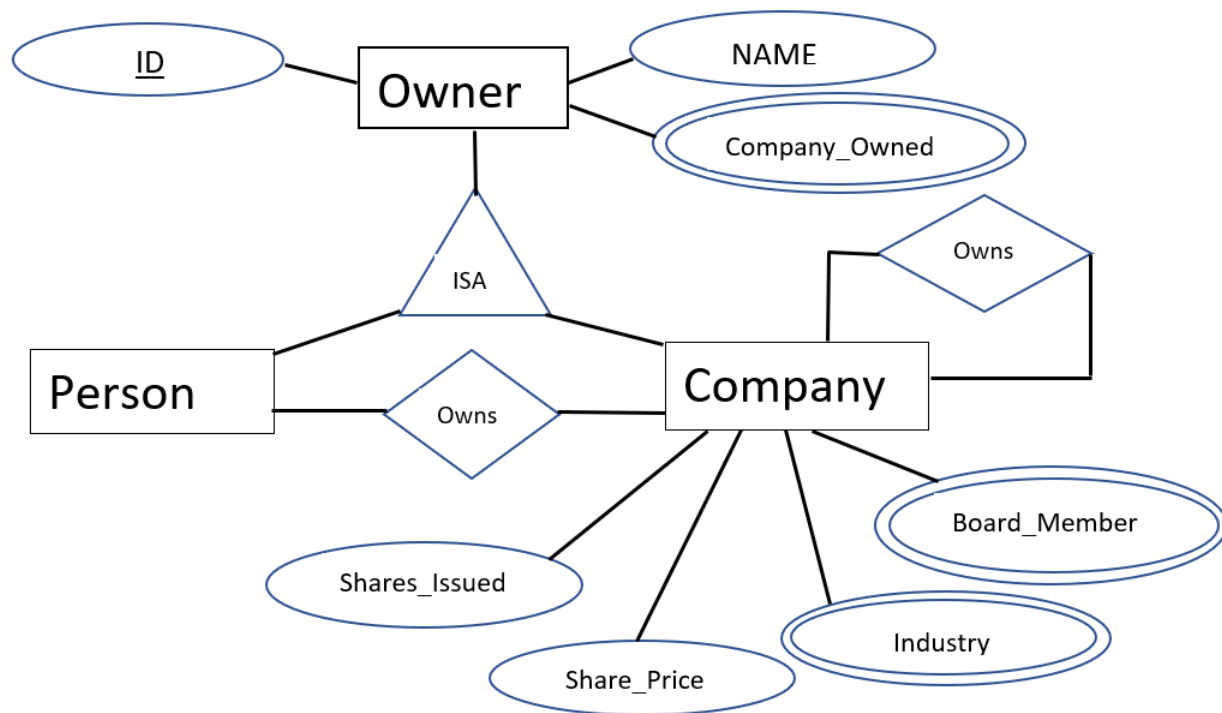 ID
Owner
NAME
Company_Owned
Owns
ISA
Person
Owns
Company
Board_Member
Shares_Issued
Industry
Share_Price